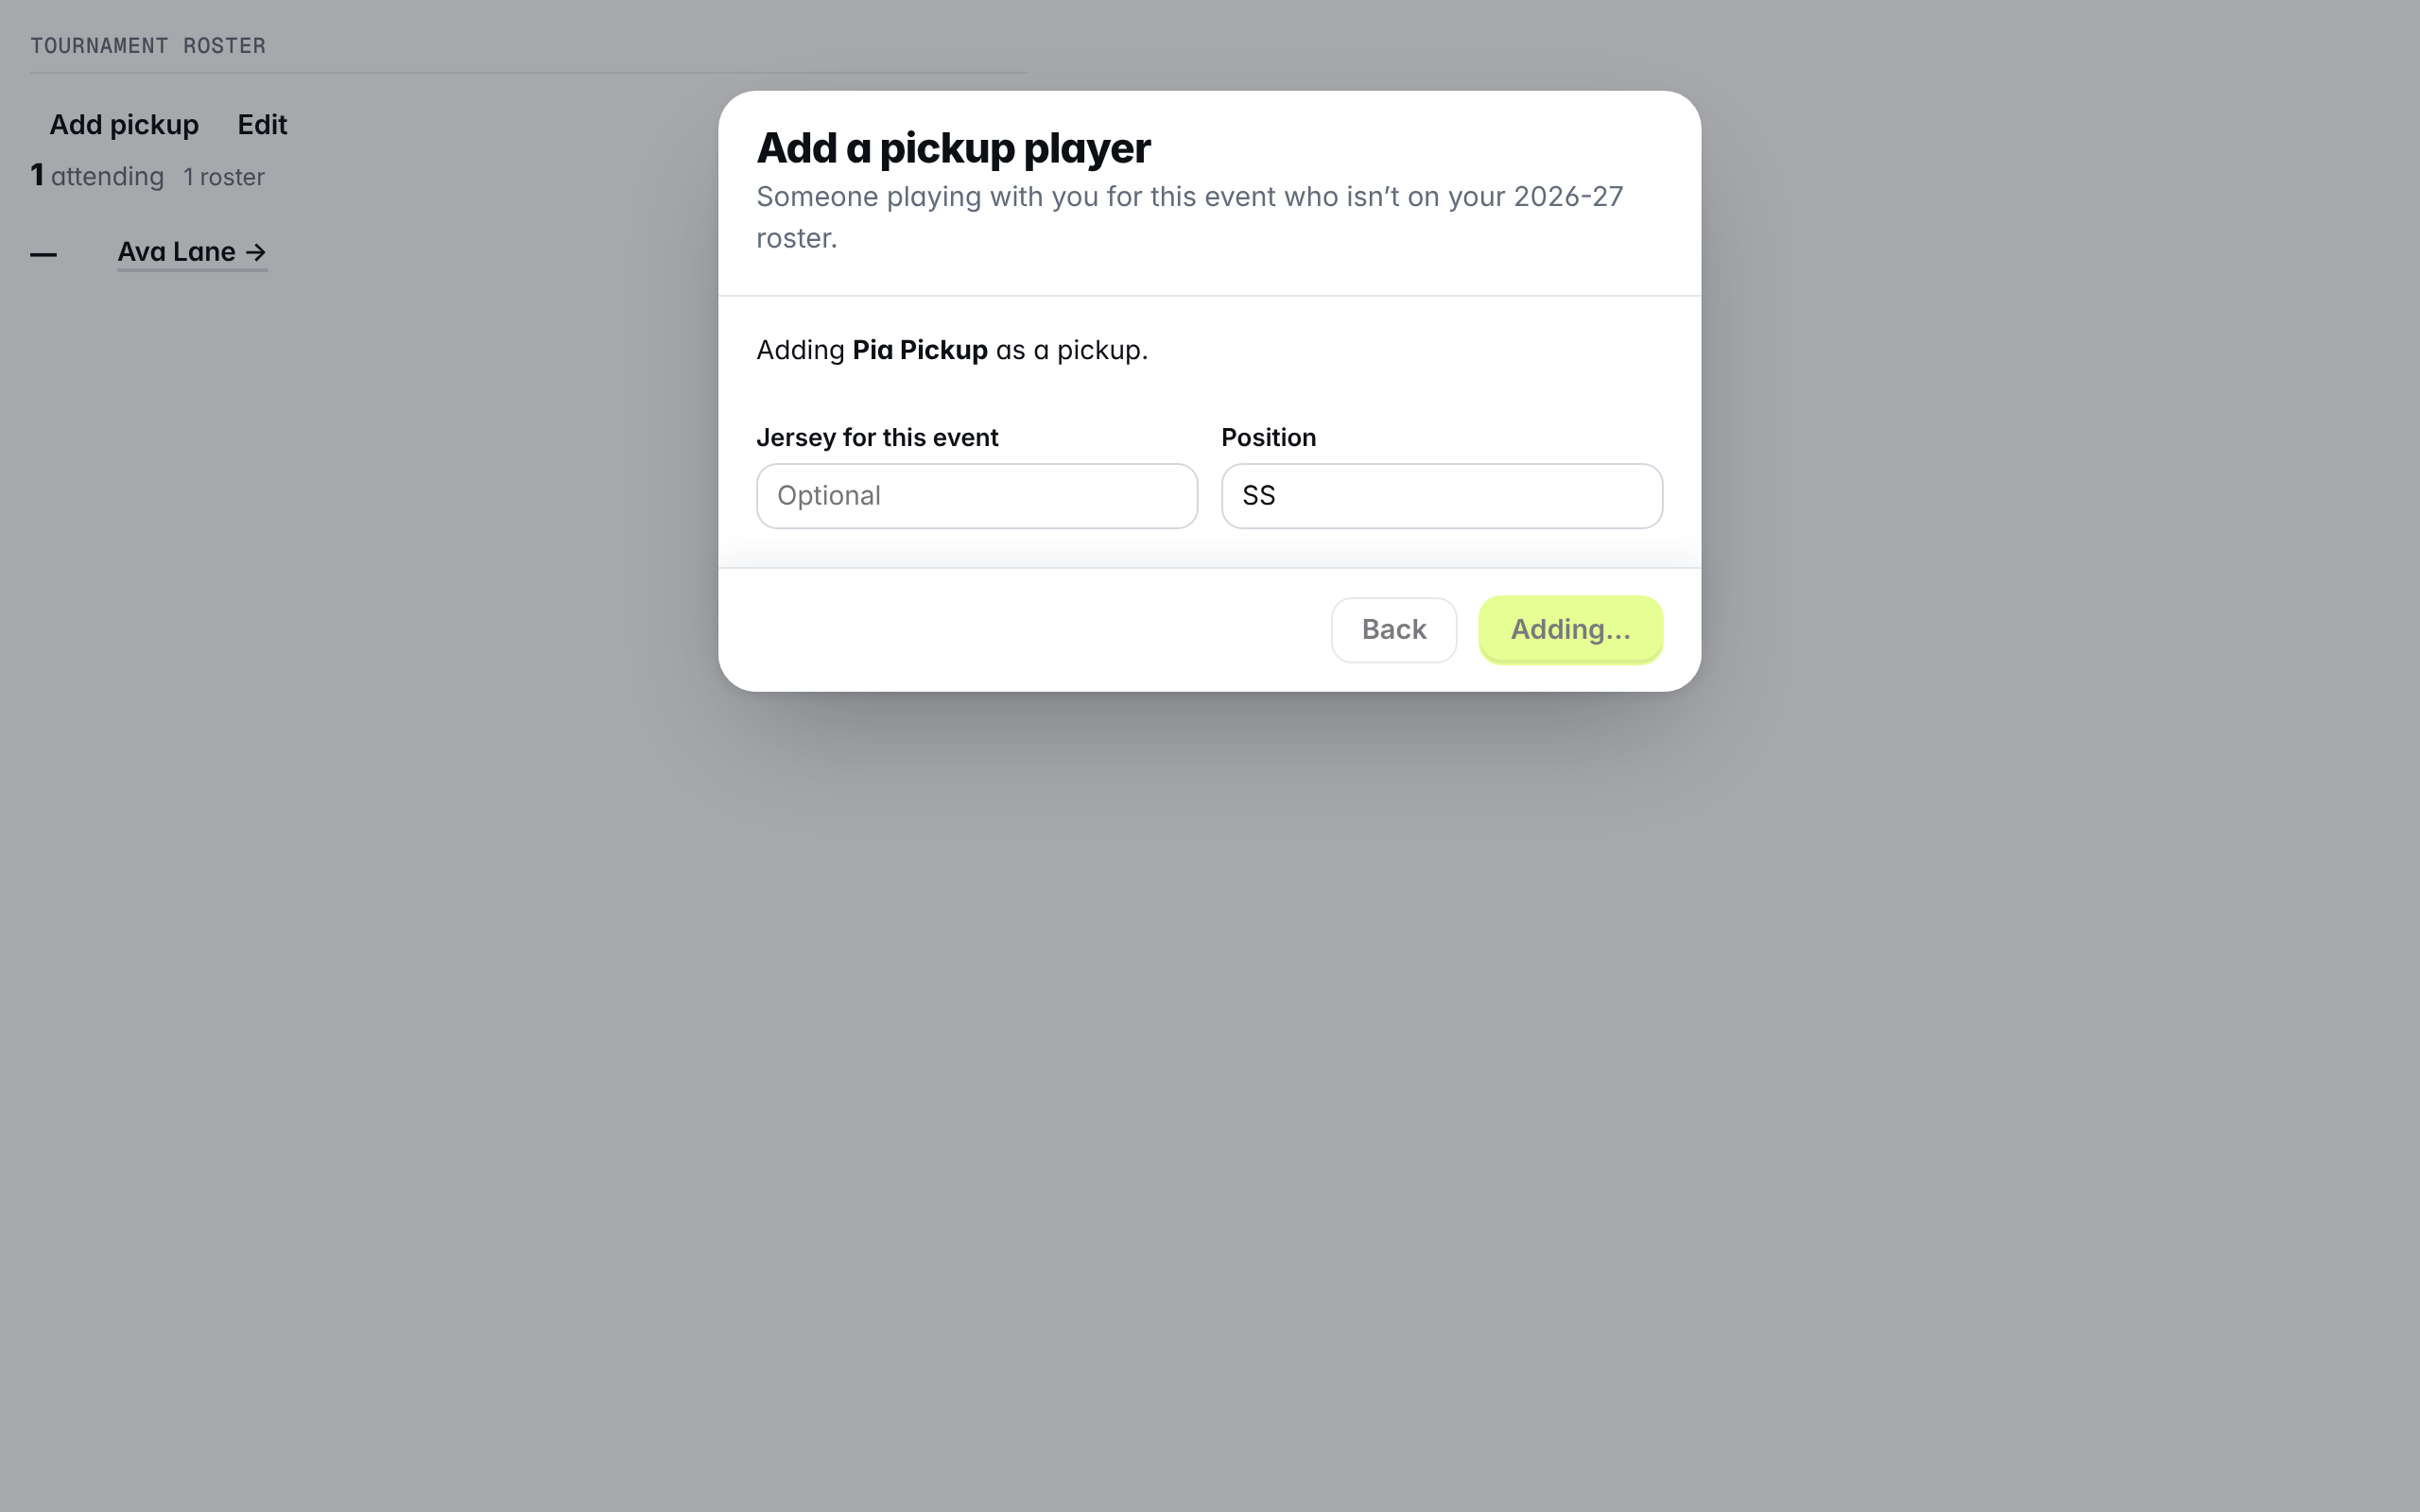 TOURNAMENT ROSTER
Add pickup Edit
1 attending 1 roster
— Ava Lane →
Add a pickup player
Someone playing with you for this event who isn’t on your 2026-27
roster.
Adding Pia Pickup as a pickup.
Jersey for this event Position
Optional SS
Back Adding…